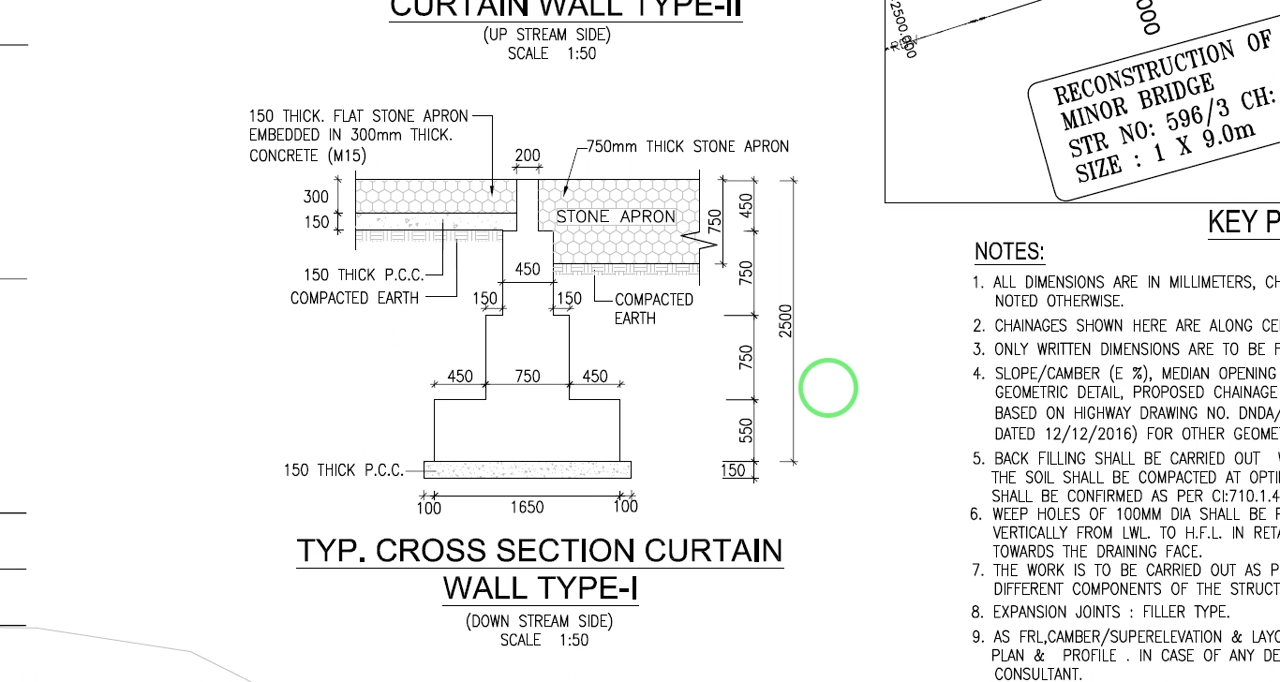 CURTAIN WALL TYPE-II
(UP STREAM SIDE)
SCALE 1:50
150 THICK. FLAT STONE APRON
EMBEDDED IN 300mm THICK.
CONCRETE (M15)
200
750mm THICK STONE APRON
300
150
STONE APRON
750
450
150 THICK P.C.C.
COMPACTED EARTH
450
150
150
COMPACTED
EARTH
750
2500
450
750
450
750
550
150 THICK P.C.C.
150
100
1650
100
TYP. CROSS SECTION CURTAIN
WALL TYPE-I
(DOWN STREAM SIDE)
SCALE 1:50
2500.000
000
RECONSTRUCTION OF
MINOR BRIDGE
STR NO: 596/3 CH:
SIZE : 1 X 9.0m
KEY P
NOTES:
1. ALL DIMENSIONS ARE IN MILLIMETERS, CH
NOTED OTHERWISE.
2. CHAINAGES SHOWN HERE ARE ALONG CE
3. ONLY WRITTEN DIMENSIONS ARE TO BE F
4. SLOPE/CAMBER (E %), MEDIAN OPENING
GEOMETRIC DETAIL, PROPOSED CHAINAGE
BASED ON HIGHWAY DRAWING NO. DNDA/
DATED 12/12/2016) FOR OTHER GEOME
5. BACK FILLING SHALL BE CARRIED OUT
THE SOIL SHALL BE COMPACTED AT OPTI
SHALL BE CONFIRMED AS PER Cl:710.1.4
6. WEEP HOLES OF 100MM DIA SHALL BE P
VERTICALLY FROM LWL. TO H.F.L. IN RETA
TOWARDS THE DRAINING FACE.
7. THE WORK IS TO BE CARRIED OUT AS P
DIFFERENT COMPONENTS OF THE STRUCT
8. EXPANSION JOINTS : FILLER TYPE.
9. AS FRL,CAMBER/SUPERELEVATION & LAYO
PLAN & PROFILE . IN CASE OF ANY DE
CONSULTANT.